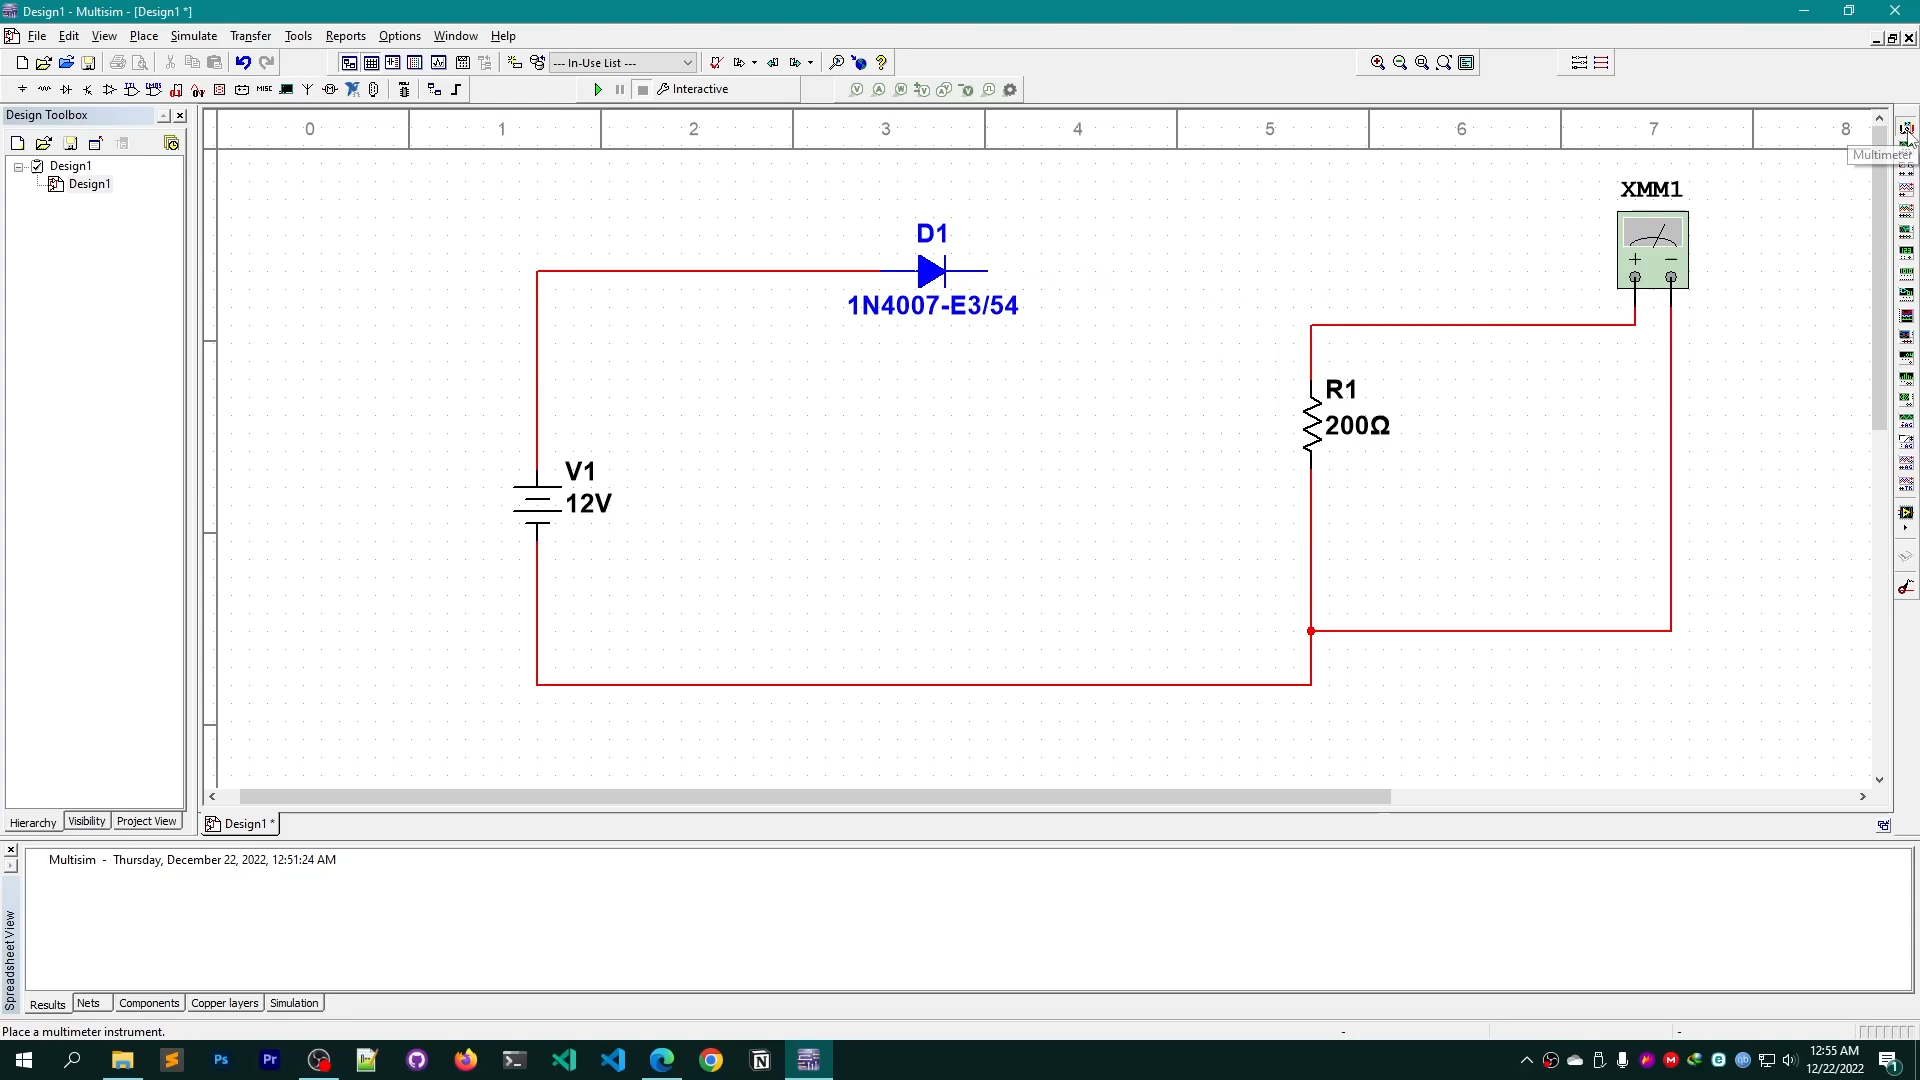 Design1 - Multisim - [Design1 *]
File Edit View Place Simulate Transfer Tools Reports Options Window Help
--- In-Use List ---
MISC
Interactive
Design Toolbox
0 1 2 3 4 5 6 7 8
Multimeter
Design1
Design1
XMM1
D1
1N4007-E3/54
R1
200Ω
V1
12V
Hierarchy Visibility Project View
Design1 *
Multisim - Thursday, December 22, 2022, 12:51:24 AM
Spreadsheet View
Results Nets Components Copper layers Simulation
Place a multimeter instrument.
12:55 AM
12/22/2022